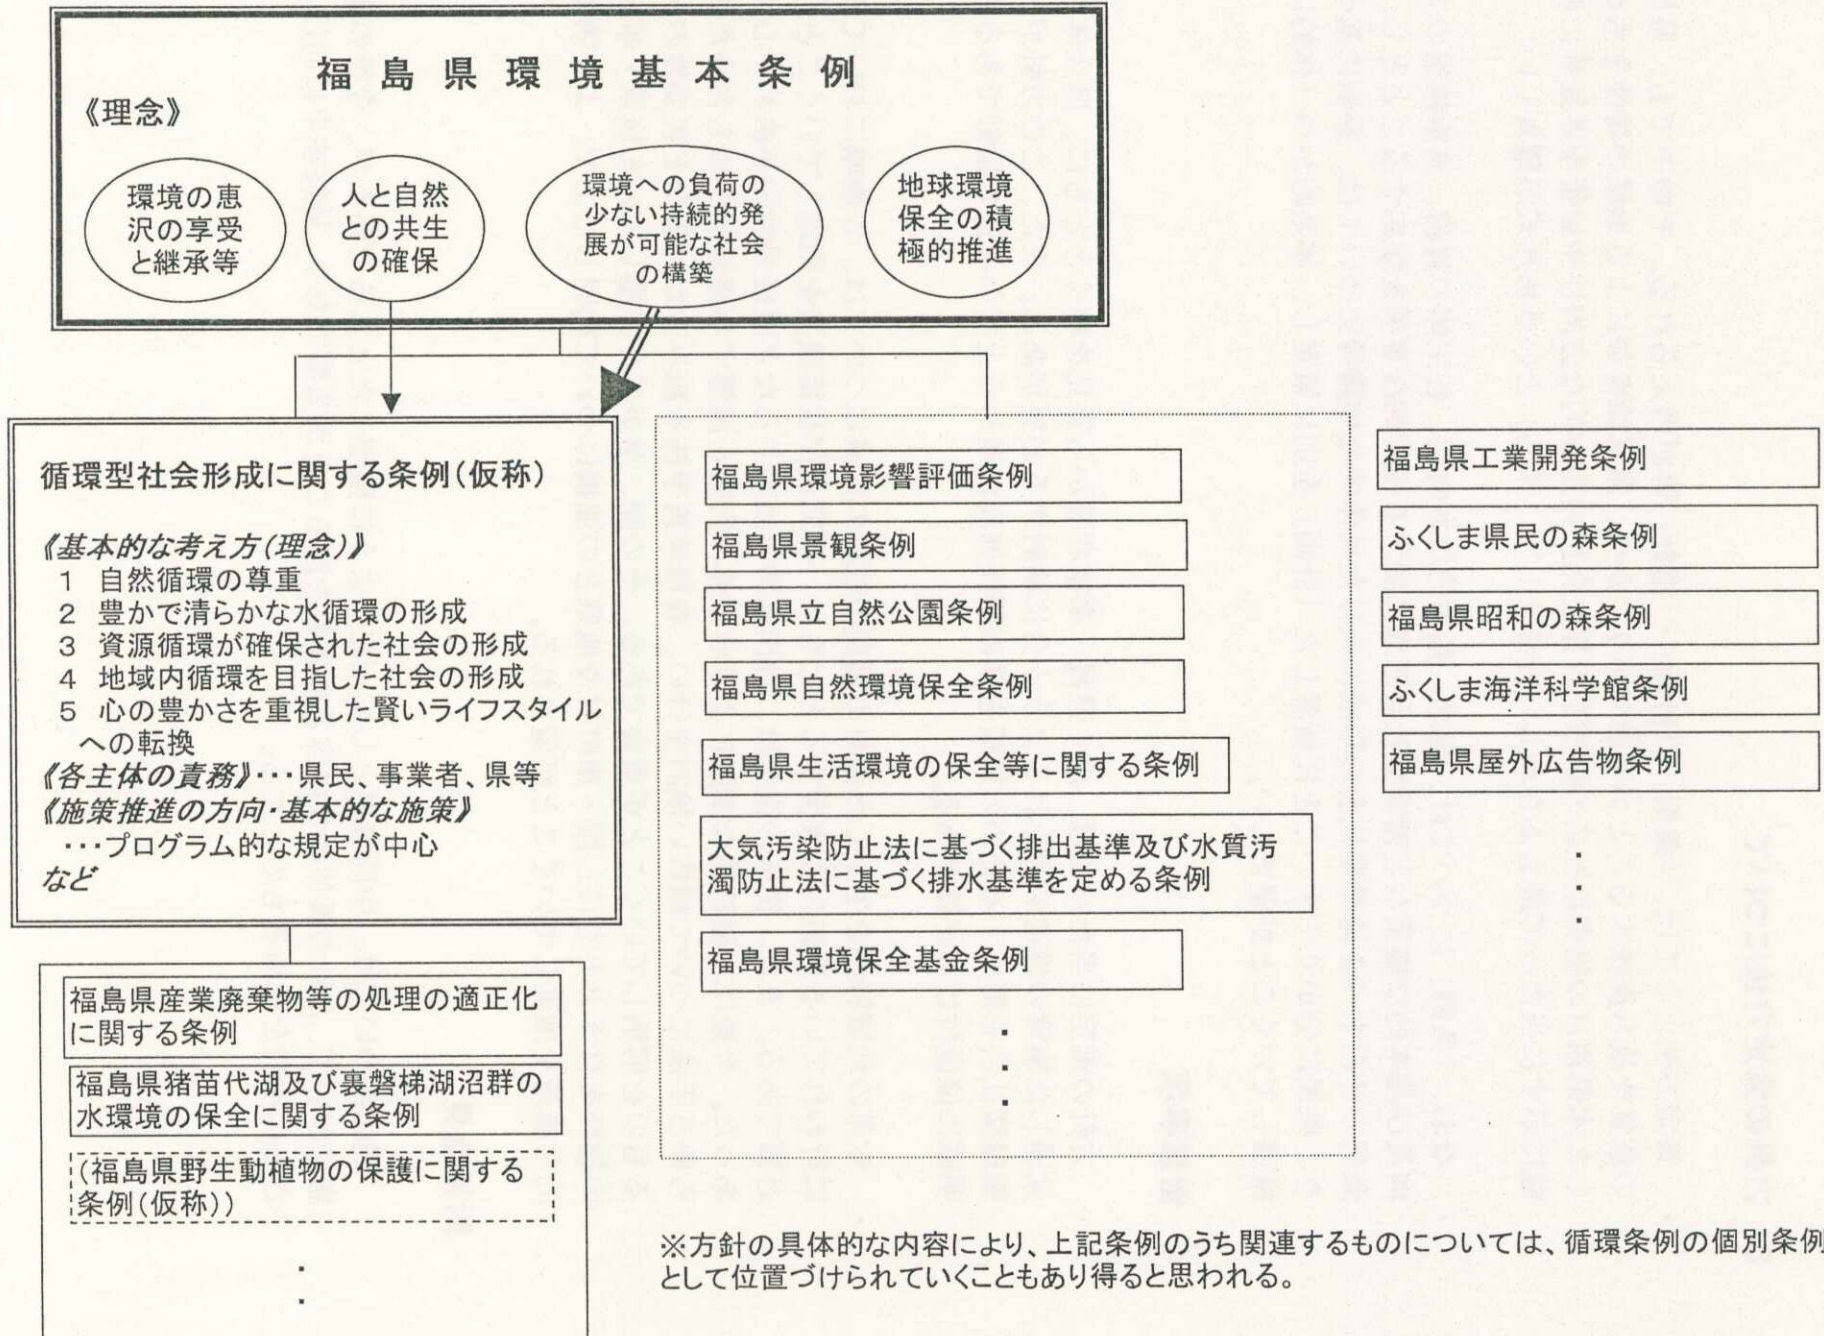 福島県環境基本条例
《理念》
環境の恵
沢の享受
と継承等
人と自然
との共生
の確保
環境への負荷の
少ない持続的発
展が可能な社会
の構築
地球環境
保全の積
極的推進
循環型社会形成に関する条例(仮称)
《基本的な考え方(理念)》
1 自然循環の尊重
2 豊かで清らかな水循環の形成
3 資源循環が確保された社会の形成
4 地域内循環を目指した社会の形成
5 心の豊かさを重視した賢いライフスタイル
への転換
《各主体の責務》･･･県民、事業者、県等
《施策推進の方向･基本的な施策》
･･･プログラム的な規定が中心
など
福島県産業廃棄物等の処理の適正化
に関する条例
福島県猪苗代湖及び裏磐梯湖沼群の
水環境の保全に関する条例
(福島県野生動植物の保護に関する
条例(仮称))
福島県環境影響評価条例
福島県景観条例
福島県立自然公園条例
福島県自然環境保全条例
福島県生活環境の保全等に関する条例
大気汚染防止法に基づく排出基準及び水質汚
濁防止法に基づく排水基準を定める条例
福島県環境保全基金条例
福島県工業開発条例
ふくしま県民の森条例
福島県昭和の森条例
ふくしま海洋科学館条例
福島県屋外広告物条例
※方針の具体的な内容により、上記条例のうち関連するものについては、循環条例の個別条例
として位置づけられていくこともあり得ると思われる。